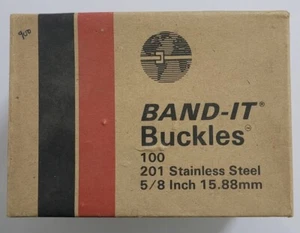 BAND-IT®
Buckles
100
201 Stainless Steel
5/8 Inch 15.88mm